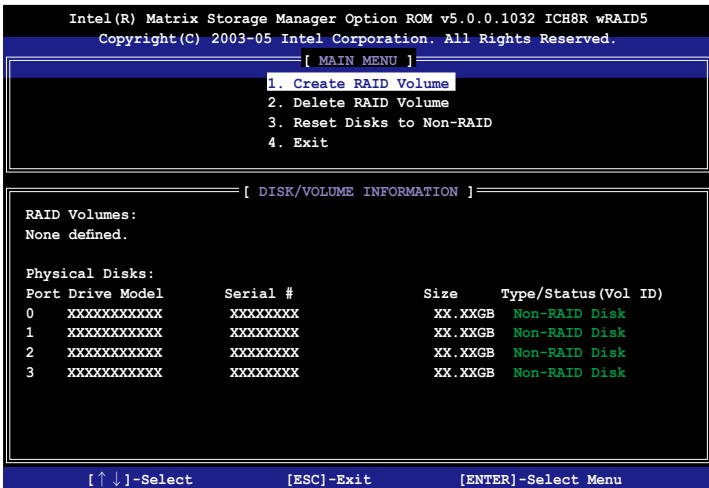 Intel(R) Matrix Storage Manager Option ROM v5.0.0.1032 ICH8R wRAID5
Copyright(C) 2003-05 Intel Corporation. All Rights Reserved.
[ MAIN MENU ]
1. Create RAID Volume
2. Delete RAID Volume
3. Reset Disks to Non-RAID
4. Exit
[ DISK/VOLUME INFORMATION ]
RAID Volumes:
None defined.
Physical Disks:
Port Drive Model Serial # Size Type/Status(Vol ID)
0 XXXXXXXXXXX XXXXXXXX XX.XXGB Non-RAID Disk
1 XXXXXXXXXXX XXXXXXXX XX.XXGB Non-RAID Disk
2 XXXXXXXXXXX XXXXXXXX XX.XXGB Non-RAID Disk
3 XXXXXXXXXXX XXXXXXXX XX.XXGB Non-RAID Disk
[↑↓]-Select [ESC]-Exit [ENTER]-Select Menu